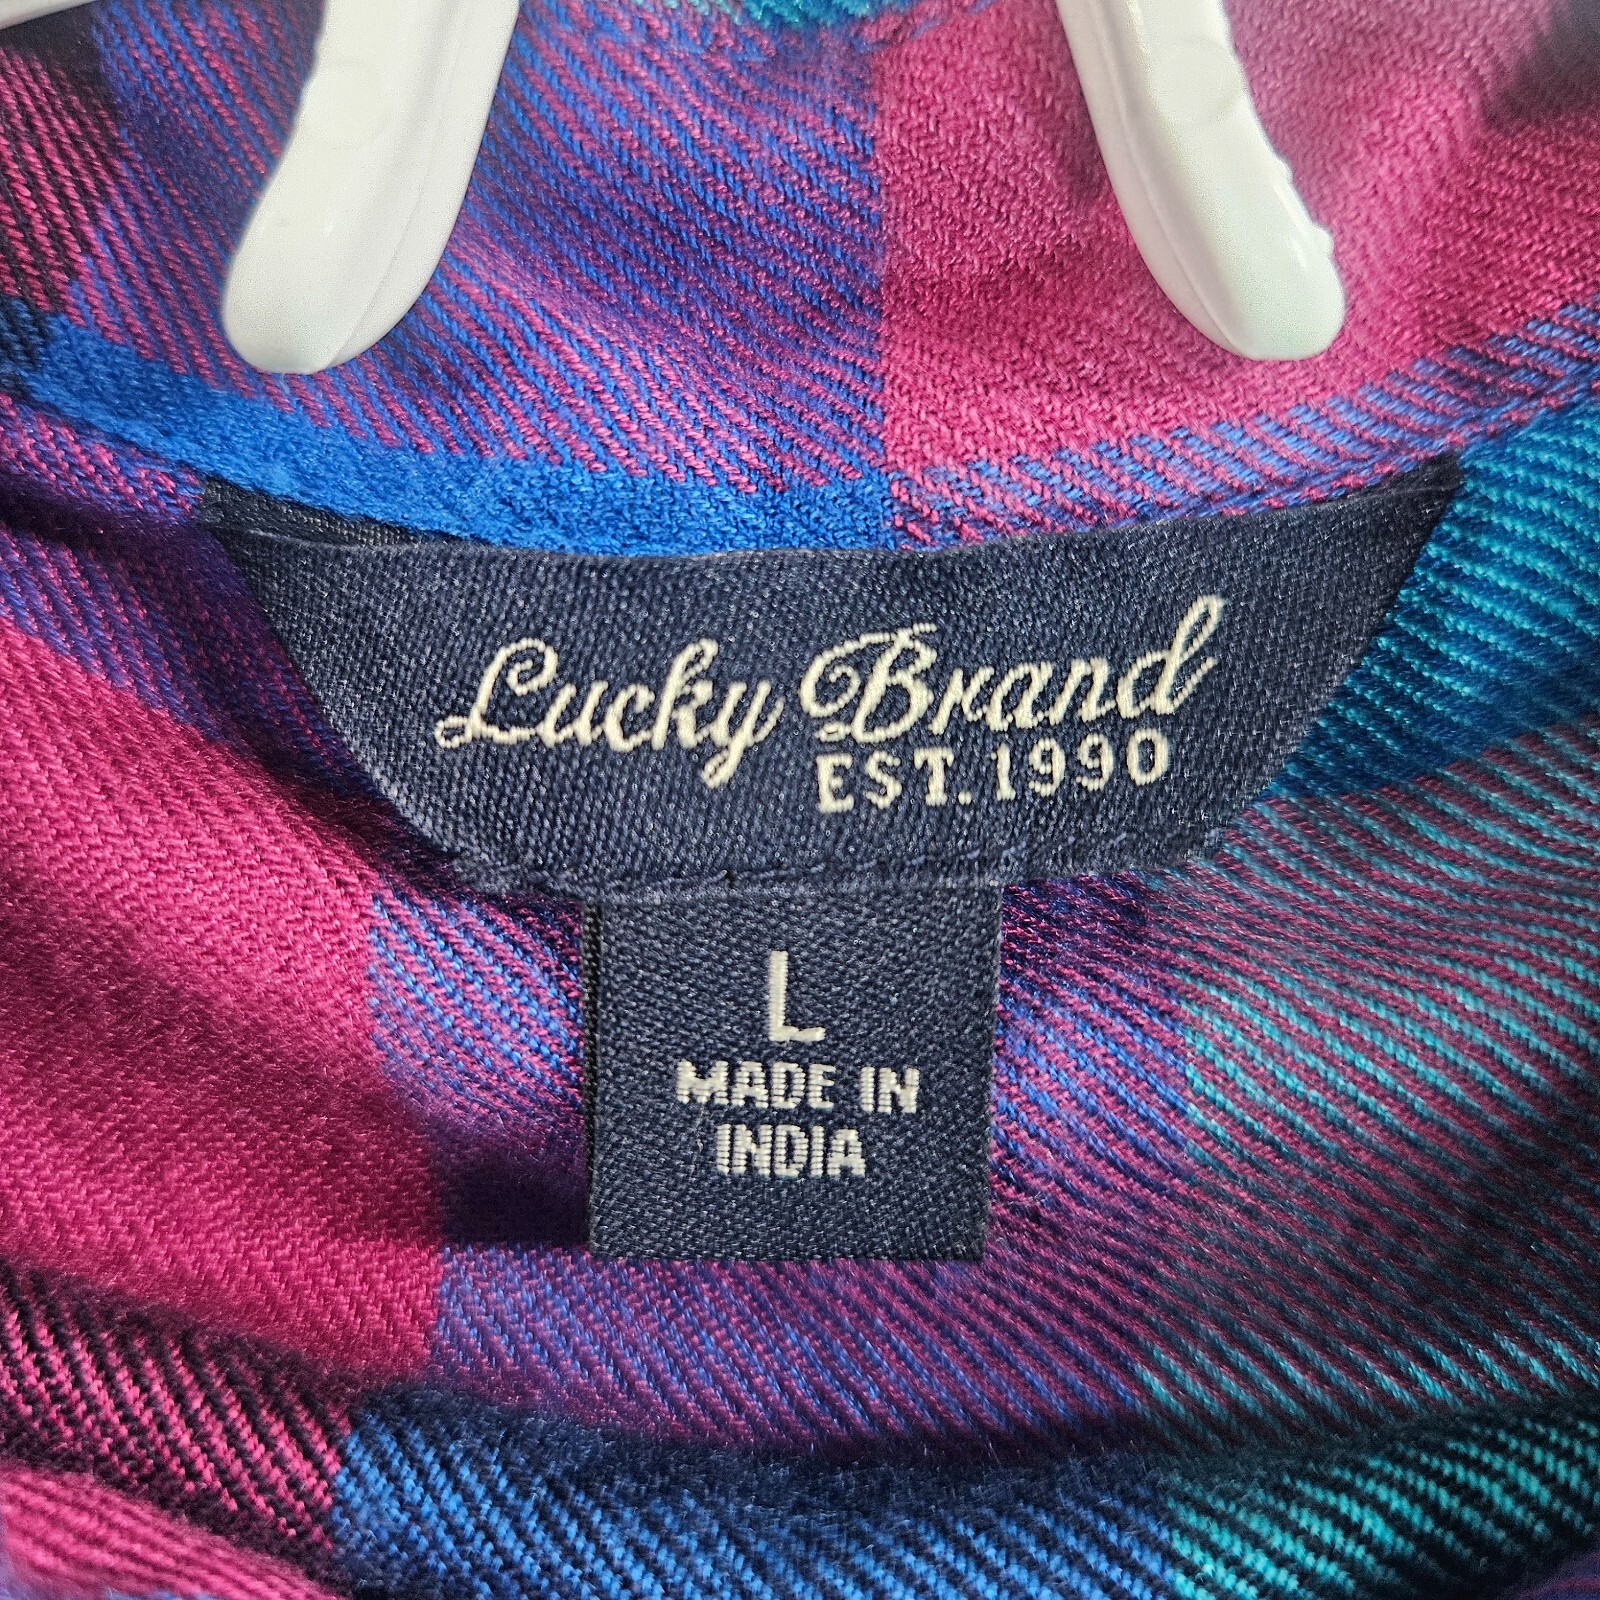 Lucky Brand
EST. 1990
L
MADE IN
INDIA